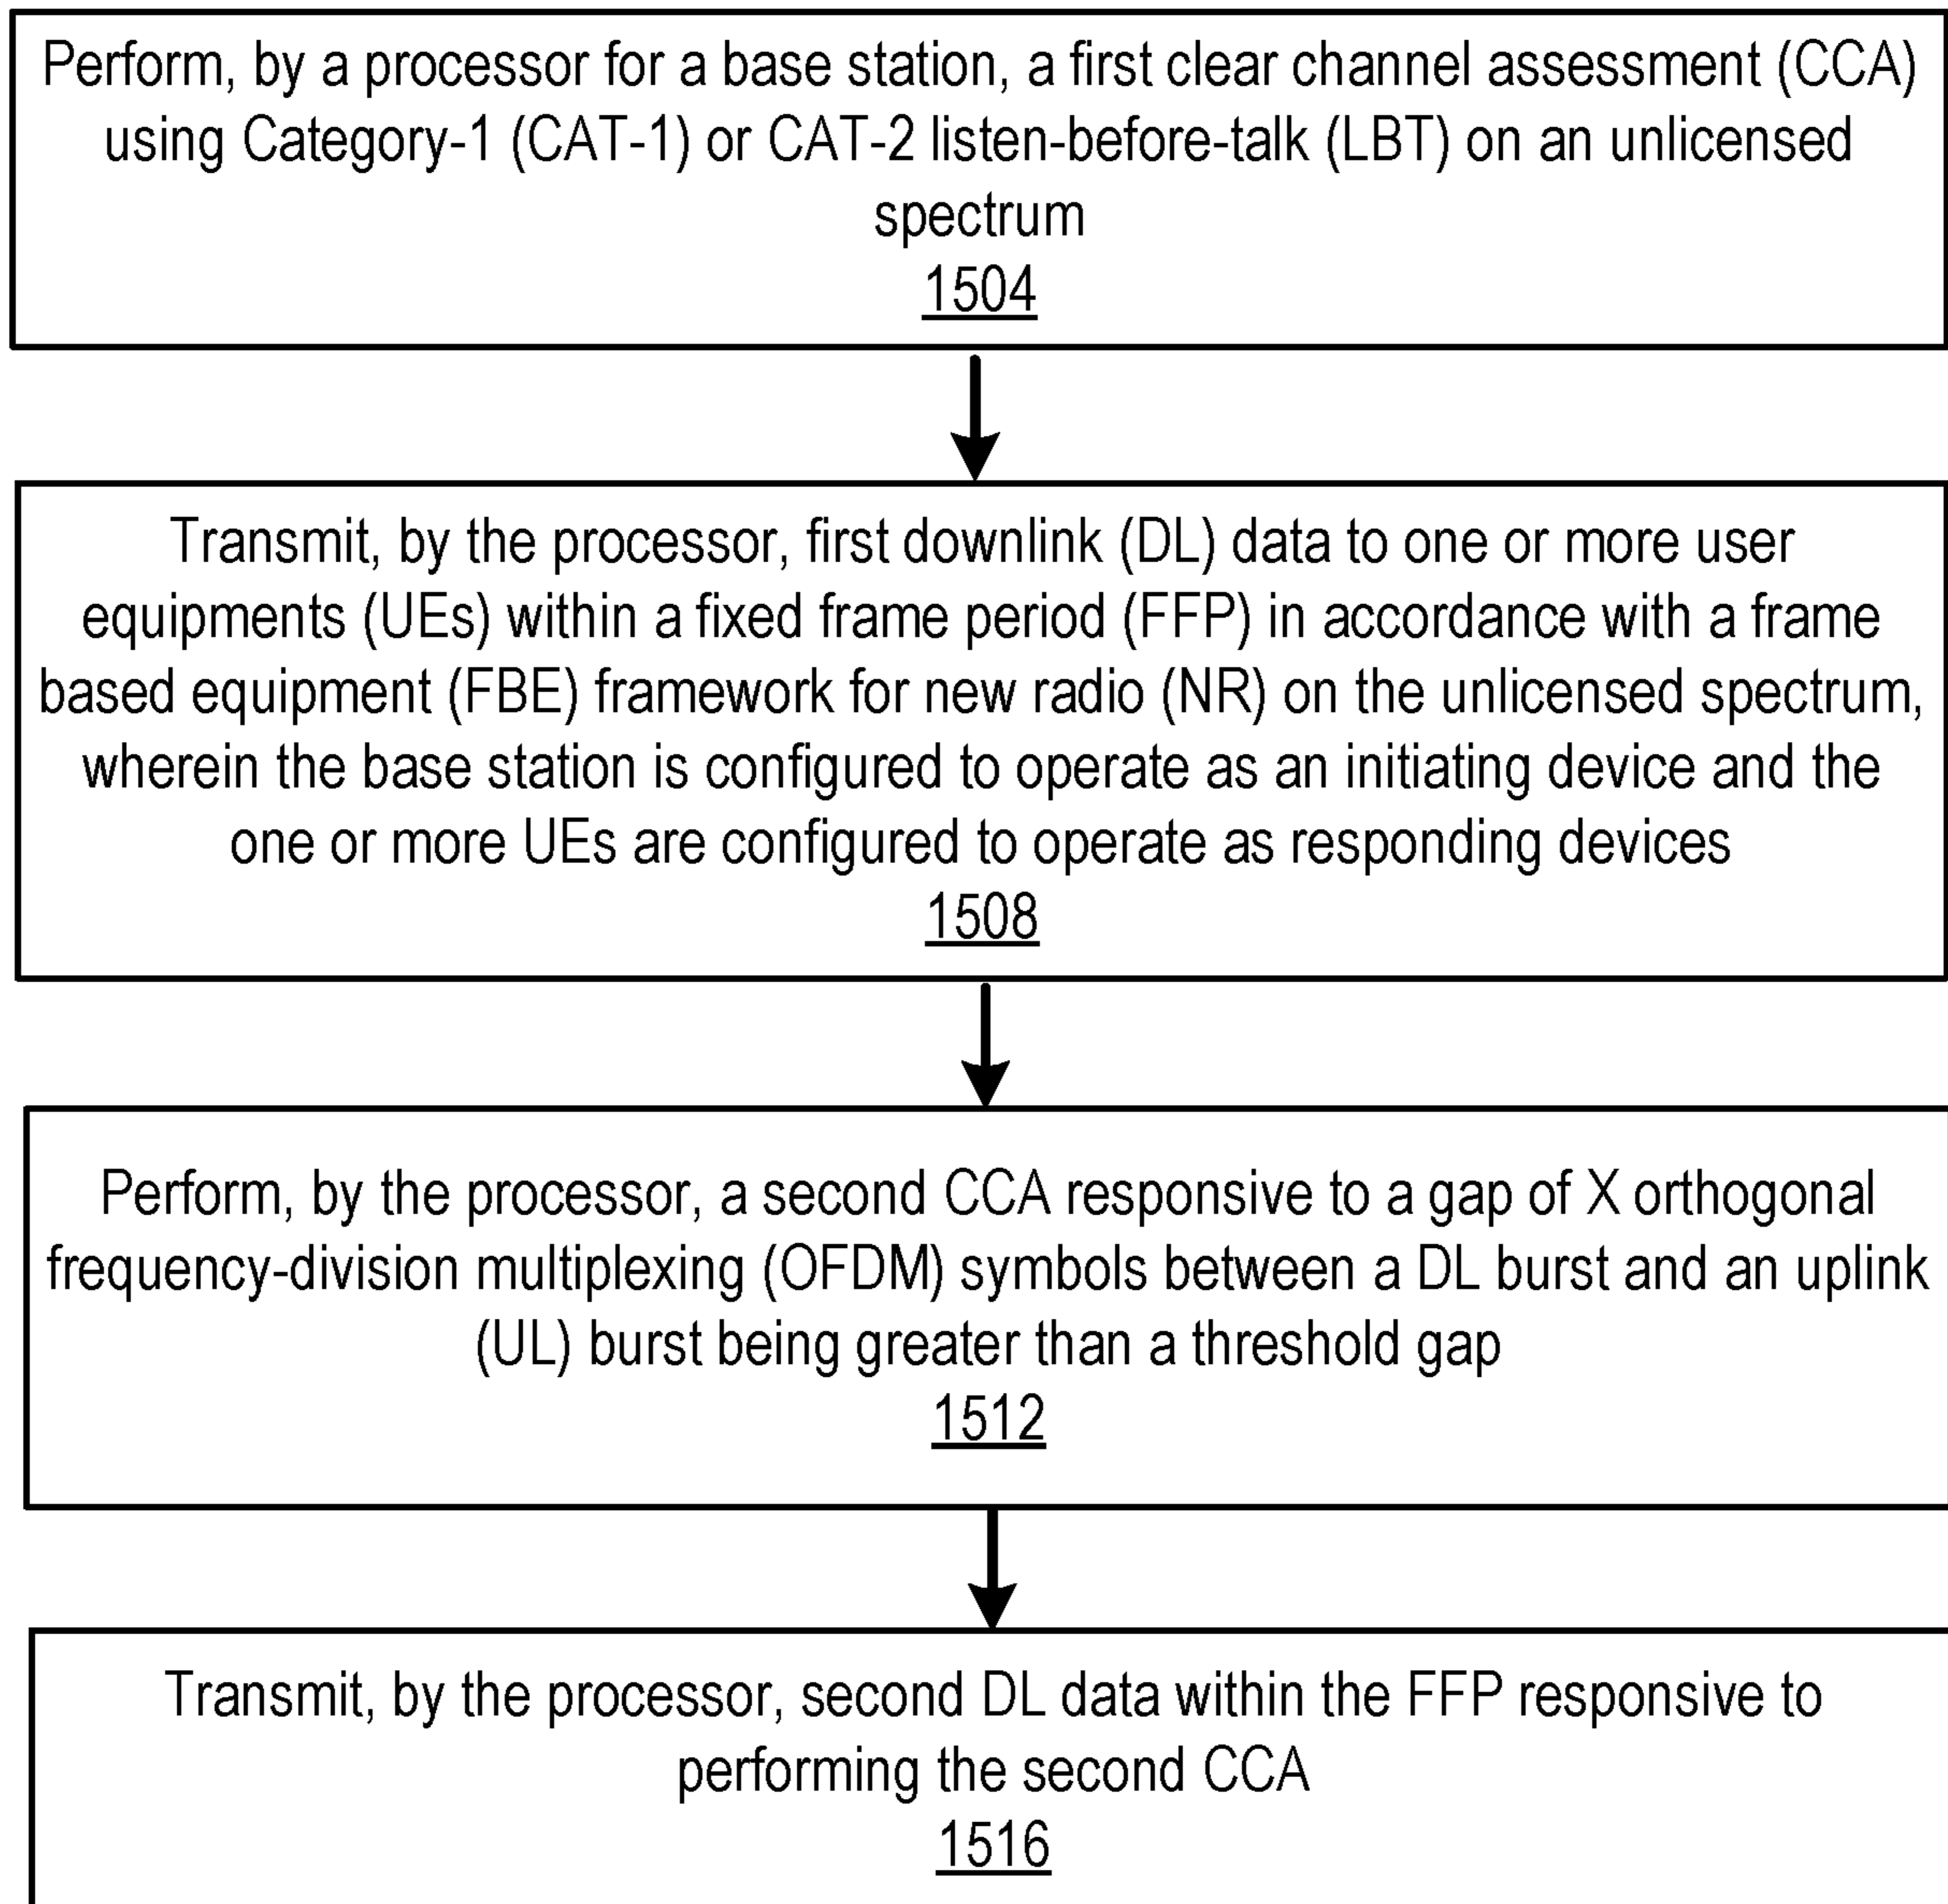 Perform, by a processor for a base station, a first clear channel assessment (CCA)
using Category-1 (CAT-1) or CAT-2 listen-before-talk (LBT) on an unlicensed
spectrum
1504
Transmit, by the processor, first downlink (DL) data to one or more user
equipments (UEs) within a fixed frame period (FFP) in accordance with a frame
based equipment (FBE) framework for new radio (NR) on the unlicensed spectrum,
wherein the base station is configured to operate as an initiating device and the
one or more UEs are configured to operate as responding devices
1508
Perform, by the processor, a second CCA responsive to a gap of X orthogonal
frequency-division multiplexing (OFDM) symbols between a DL burst and an uplink
(UL) burst being greater than a threshold gap
1512
Transmit, by the processor, second DL data within the FFP responsive to
performing the second CCA
1516